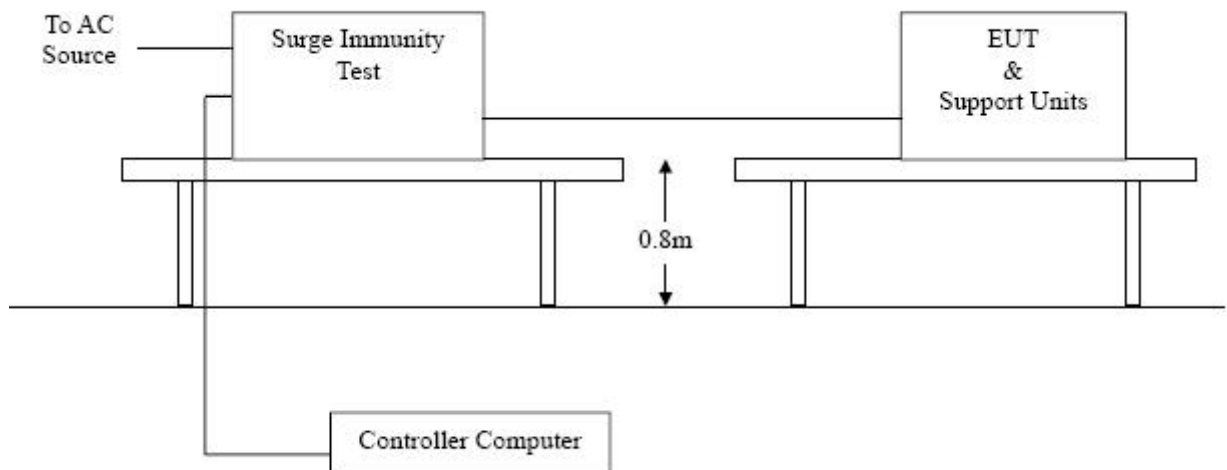 To AC
Source
Surge Immunity
Test
EUT
&
Support Units
0.8m
Controller Computer